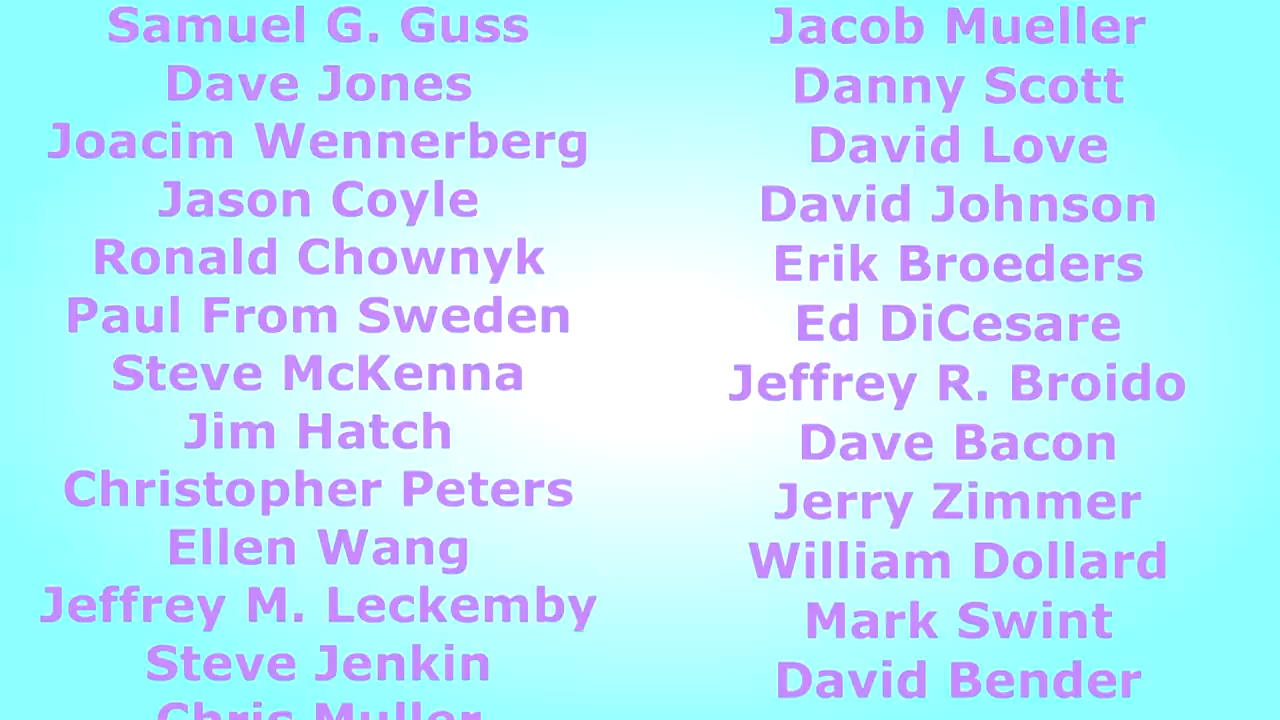 Samuel G. Guss
Dave Jones
Joacim Wennerberg
Jason Coyle
Ronald Chownyk
Paul From Sweden
Steve McKenna
Jim Hatch
Christopher Peters
Ellen Wang
Jeffrey M. Leckemby
Steve Jenkin
Chris Muller
Jacob Mueller
Danny Scott
David Love
David Johnson
Erik Broeders
Ed DiCesare
Jeffrey R. Broido
Dave Bacon
Jerry Zimmer
William Dollard
Mark Swint
David Bender